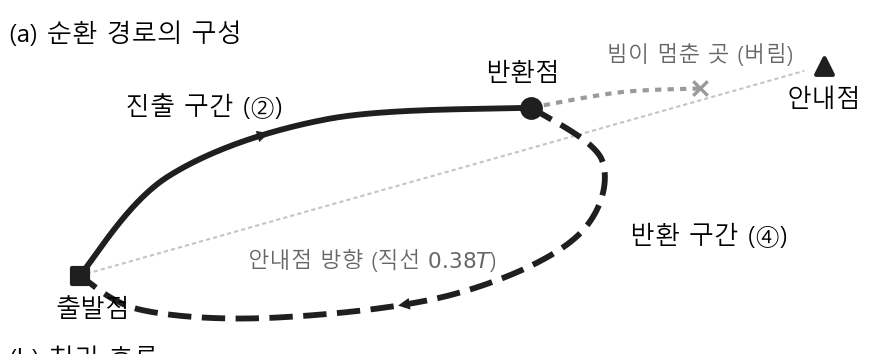 (a) 순환 경로의 구성
빔이 멈춘 곳 (버림)
반환점
안내점
진출 구간 (②)
반환 구간 (④)
안내점 방향 (직선 0.38T)
출발점